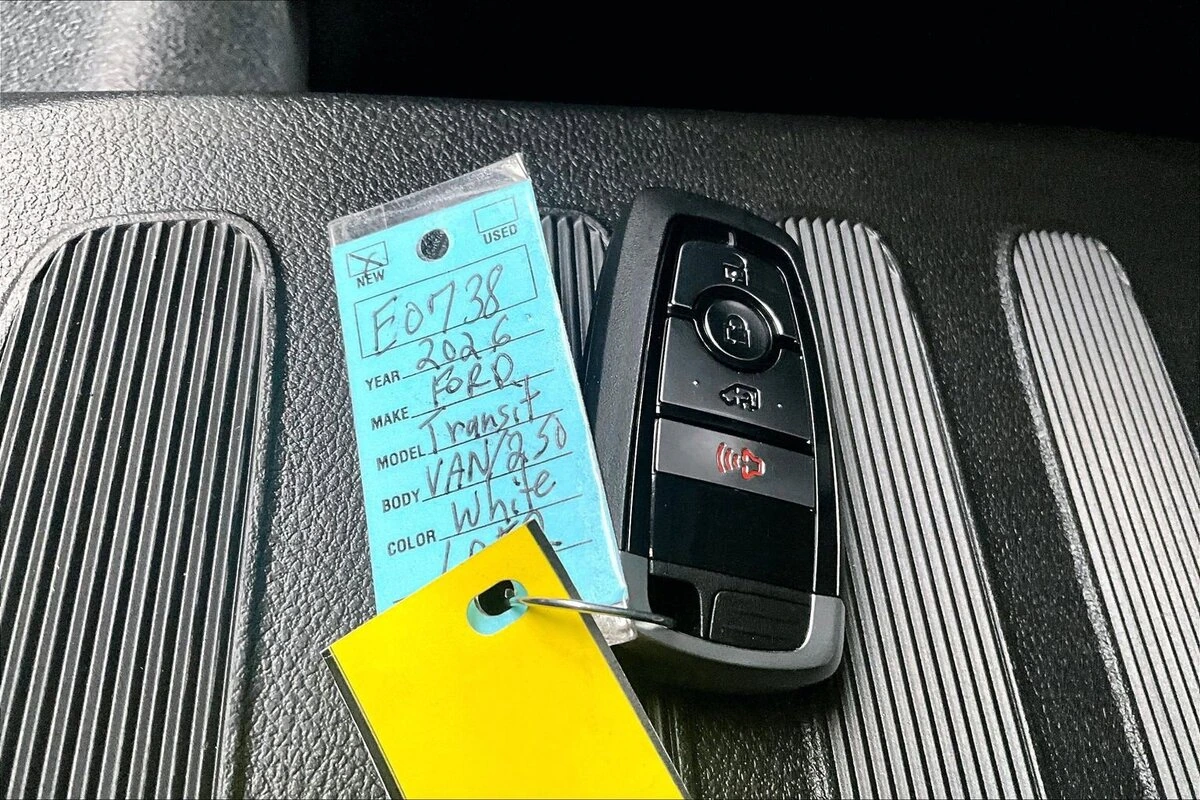 NEW
USED
E0738
YEAR 2026
MAKE FORD
MODEL Transit
BODY VAN/250
COLOR White